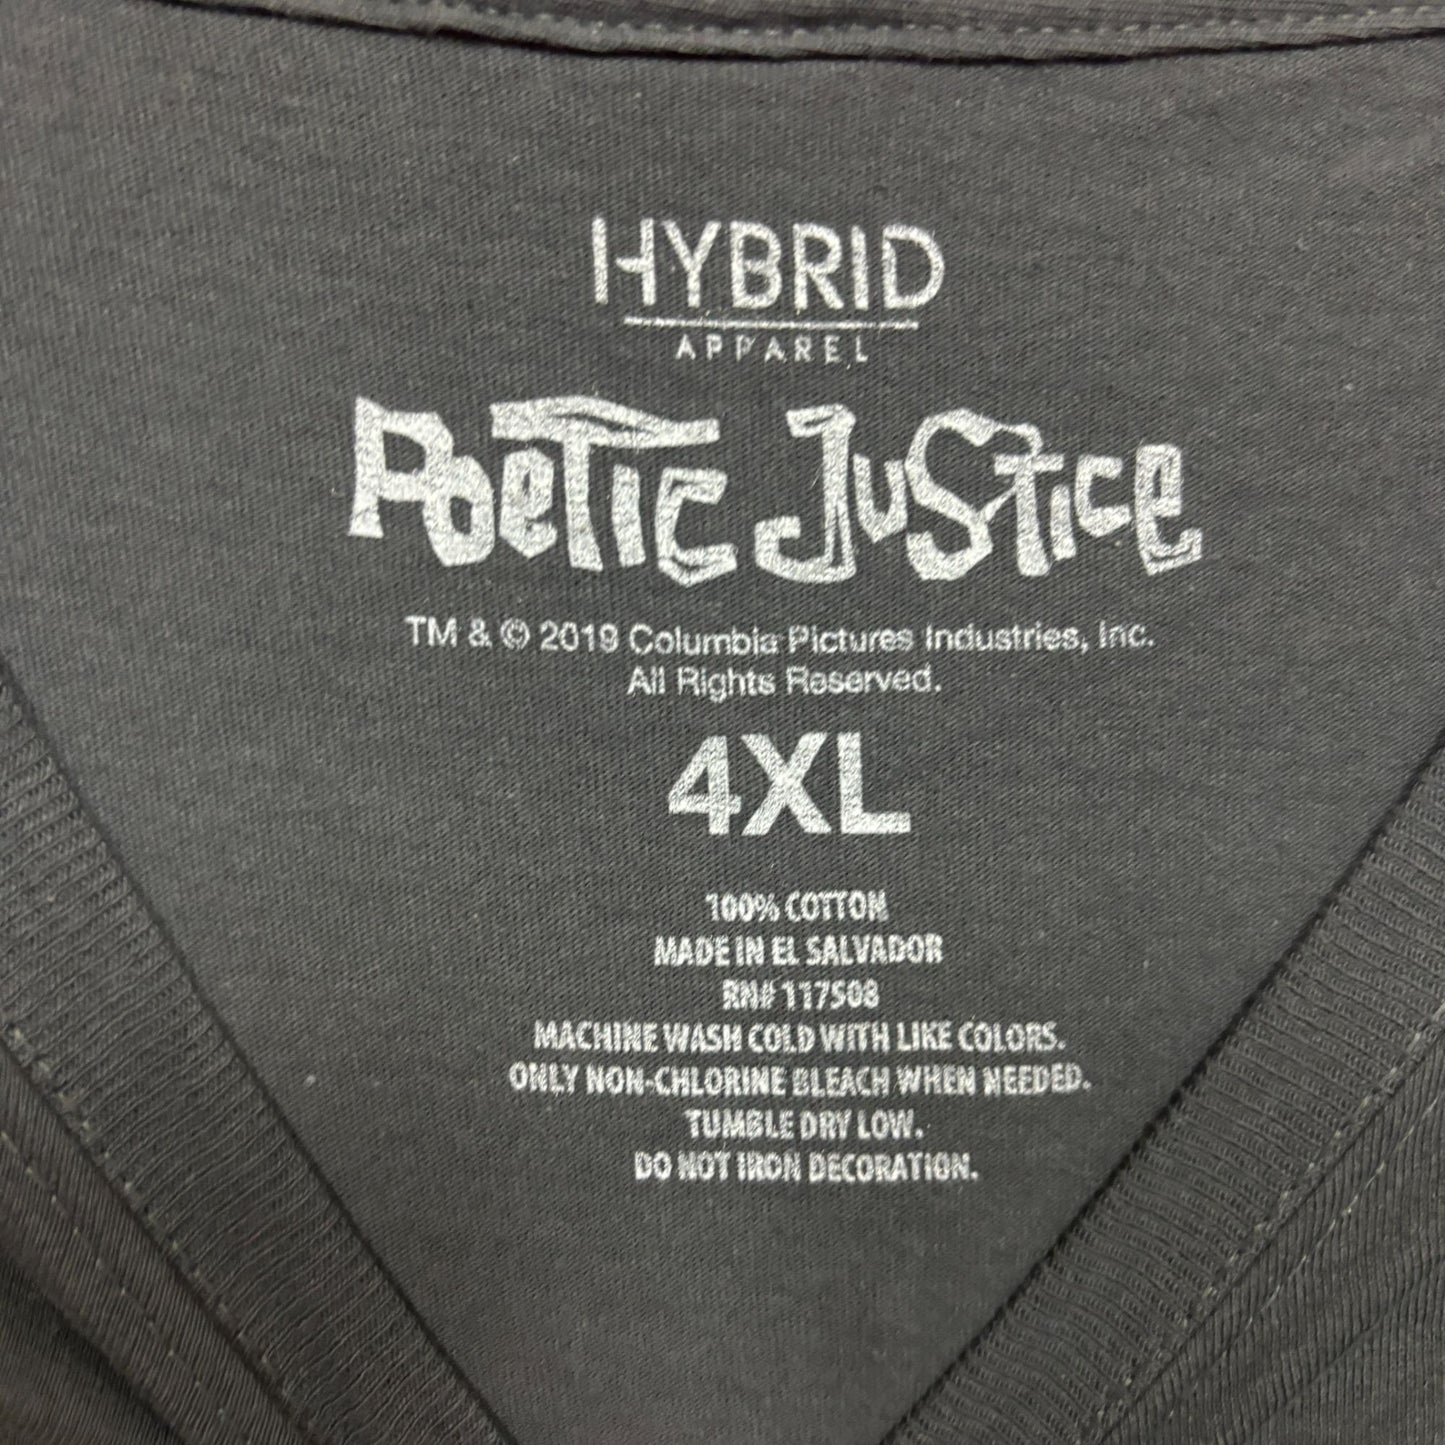 HYBRID
APPAREL
Poetic Justice
TM & © 2019 Columbia Pictures Industries, Inc.
All Rights Reserved.
4XL
100% COTTON
MADE IN EL SALVADOR
RN# 117508
MACHINE WASH COLD WITH LIKE COLORS.
ONLY NON-CHLORINE BLEACH WHEN NEEDED.
TUMBLE DRY LOW.
DO NOT IRON DECORATION.